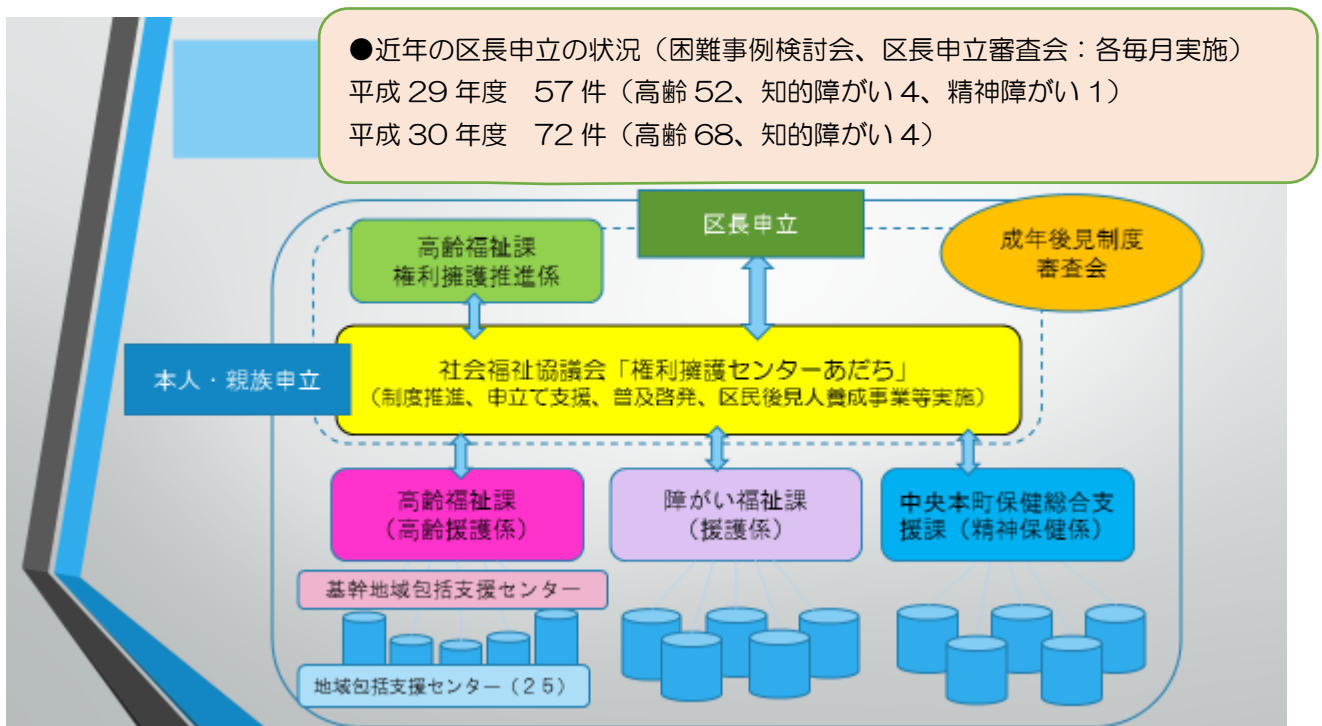 ●近年の区長申立の状況（困難事例検討会、区長申立審査会：各毎月実施）
平成 29 年度　57 件（高齢 52、知的障がい 4、精神障がい 1）
平成 30 年度　72 件（高齢 68、知的障がい 4）
区長申立
成年後見制度
審査会
高齢福祉課
権利擁護推進係
本人・親族申立
社会福祉協議会「権利擁護センターあだち」
（制度推進、申立て支援、普及啓発、区民後見人養成事業等実施）
高齢福祉課
（高齢援護係）
障がい福祉課
（援護係）
中央本町保健総合支
援課（精神保健係）
基幹地域包括支援センター
地域包括支援センター（２５）